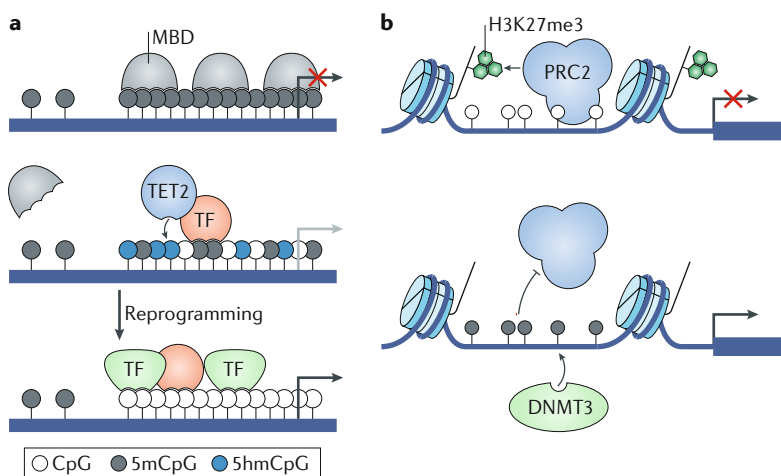 a
MBD
TET2
TF
Reprogramming
TF
TF
CpG 5mCpG 5hmCpG
b
H3K27me3
PRC2
DNMT3